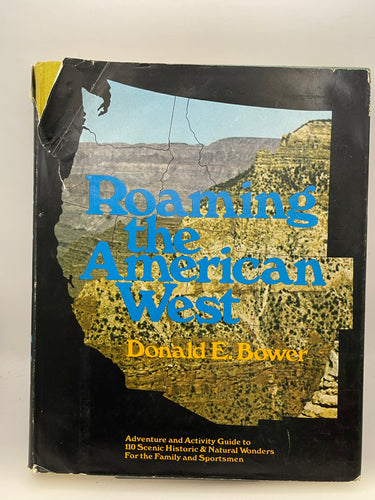 Roaming
the
American
West
Donald E. Bower
Adventure and Activity Guide to
110 Scenic Historic & Natural Wonders
For the Family and Sportsmen